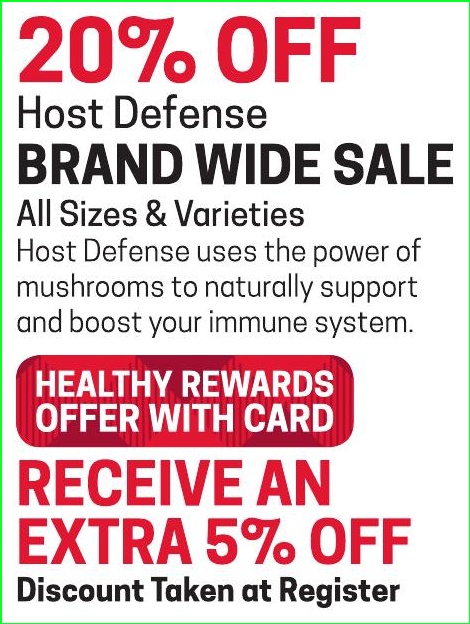 20% OFF
Host Defense
BRAND WIDE SALE
All Sizes & Varieties
Host Defense uses the power of
mushrooms to naturally support
and boost your immune system.
HEALTHY REWARDS
OFFER WITH CARD
RECEIVE AN
EXTRA 5% OFF
Discount Taken at Register